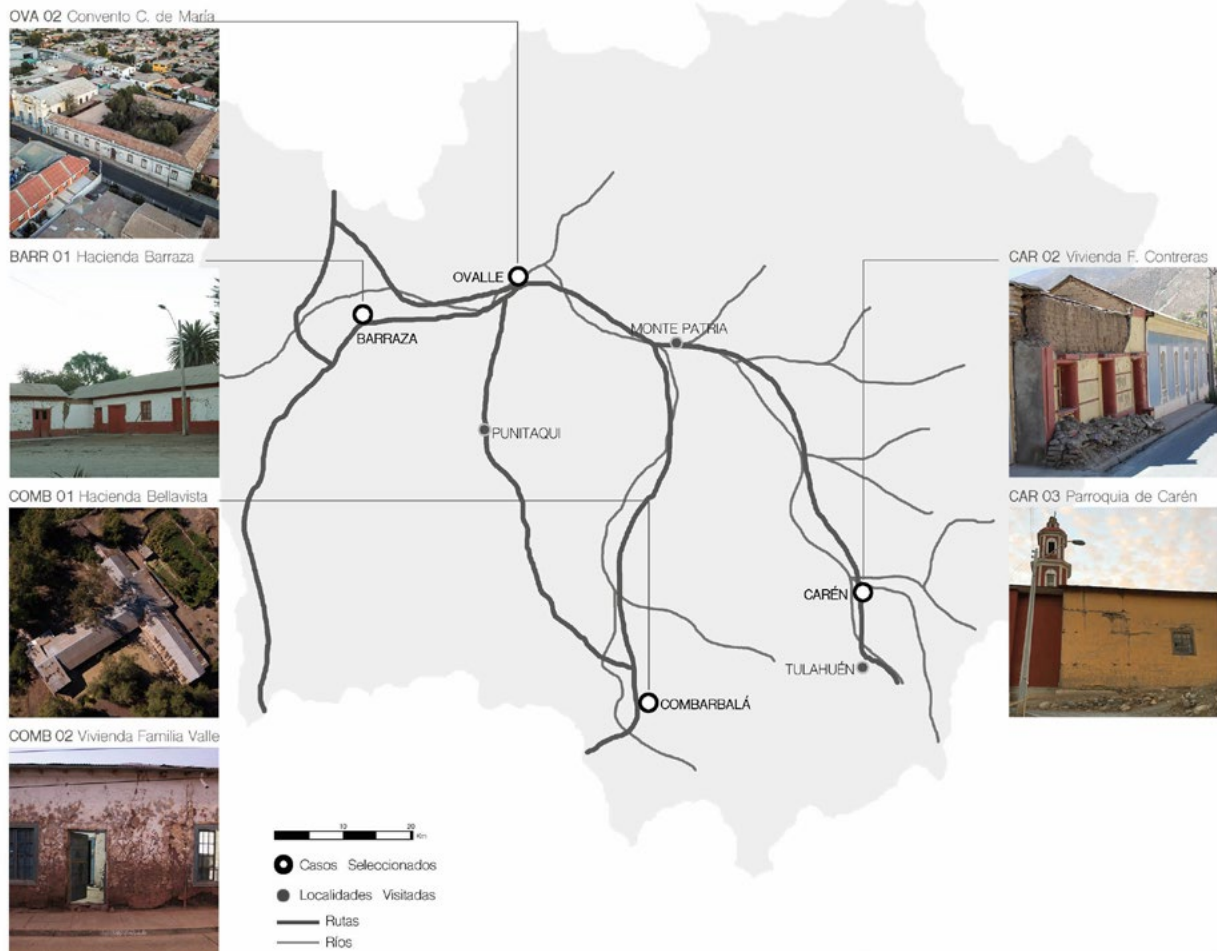 OVA 02 Convento C. de María
BARR 01 Hacienda Barraza
COMB 01 Hacienda Bellavista
COMB 02 Vivienda Familia Valle
OVALLE
BARRAZA
MONTE PATRIA
PUNITAQUI
CARÉN
TULAHUÉN
COMBARBALÁ
CAR 02 Vivienda F. Contreras
CAR 03 Parroquia de Carén
10 20
Km
Casos Seleccionados
Localidades Visitadas
Rutas
Ríos